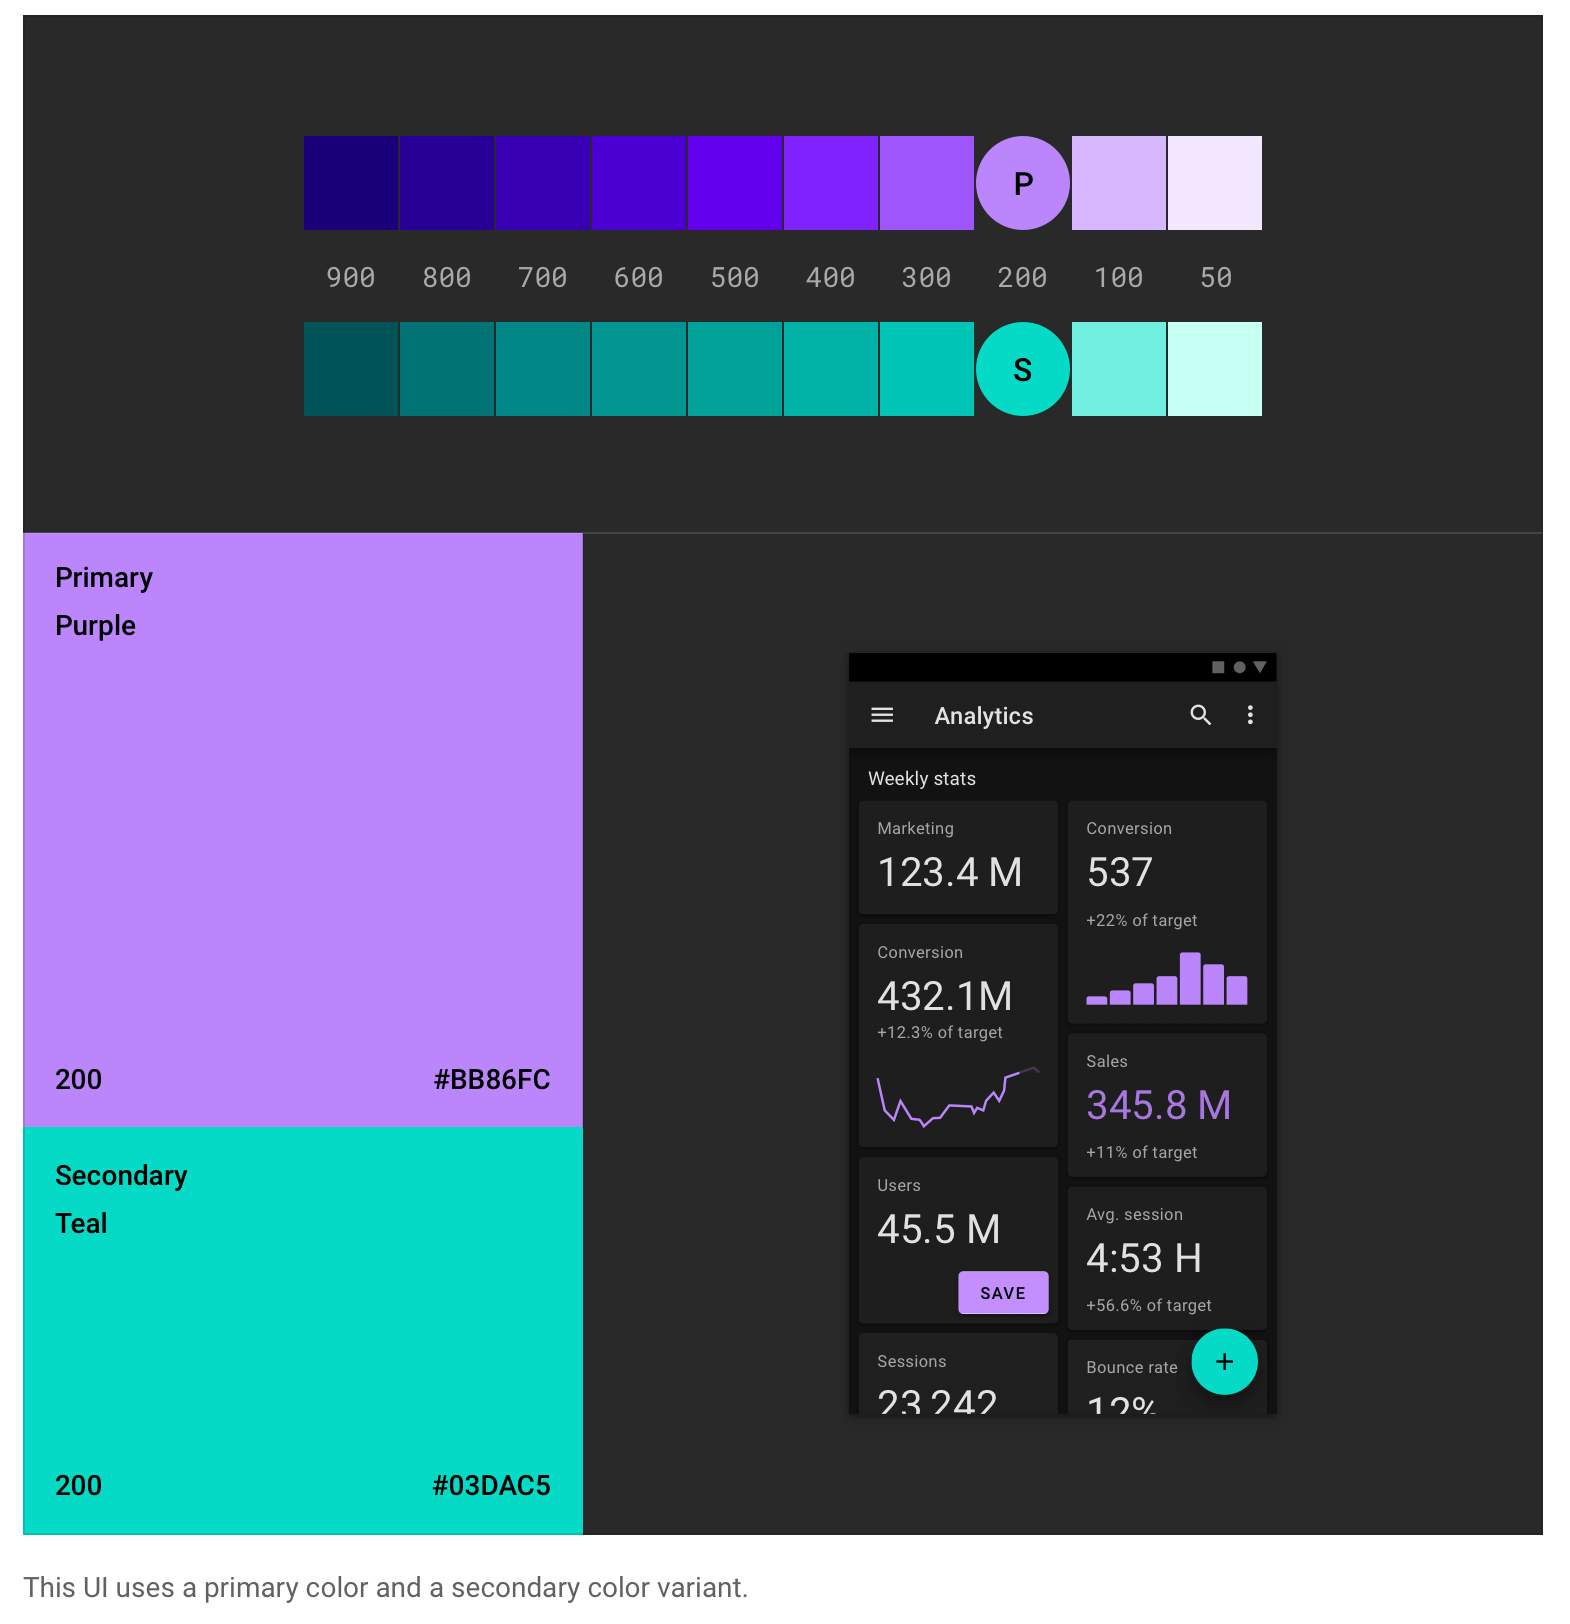 P
900 800 700 600 500 400 300 200 100 50
S
Primary
Purple
200 #BB86FC
Secondary
Teal
200 #03DAC5
Analytics
Weekly stats
Marketing
123.4 M
Conversion
432.1M
+12.3% of target
Users
45.5 M
SAVE
Sessions
23 242
Conversion
537
+22% of target
Sales
345.8 M
+11% of target
Avg. session
4:53 H
+56.6% of target
Bounce rate
12%
+
This UI uses a primary color and a secondary color variant.